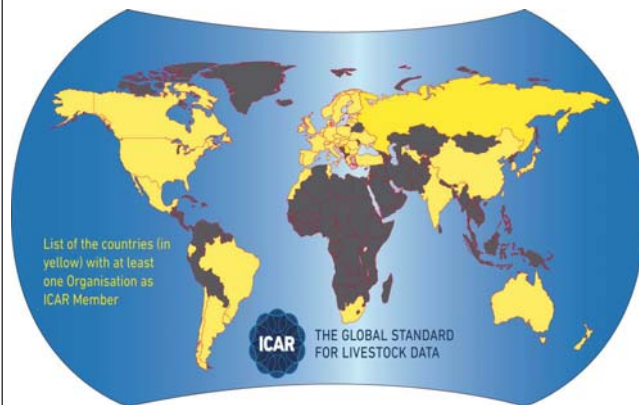 List of the countries (in
yellow) with at least
one Organisation as
ICAR Member
ICAR
THE GLOBAL STANDARD
FOR LIVESTOCK DATA